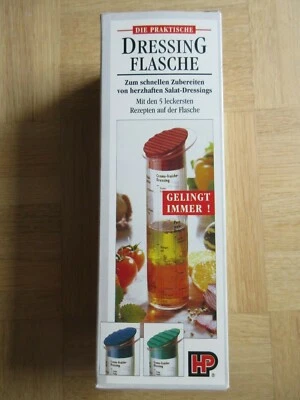 DIE PRAKTISCHE
DRESSING
FLASCHE
Zum schnellen Zubereiten
von herzhaften Salat-Dressings
Mit den 5 leckersten
Rezepten auf der Flasche
GELINGT
IMMER !
HP